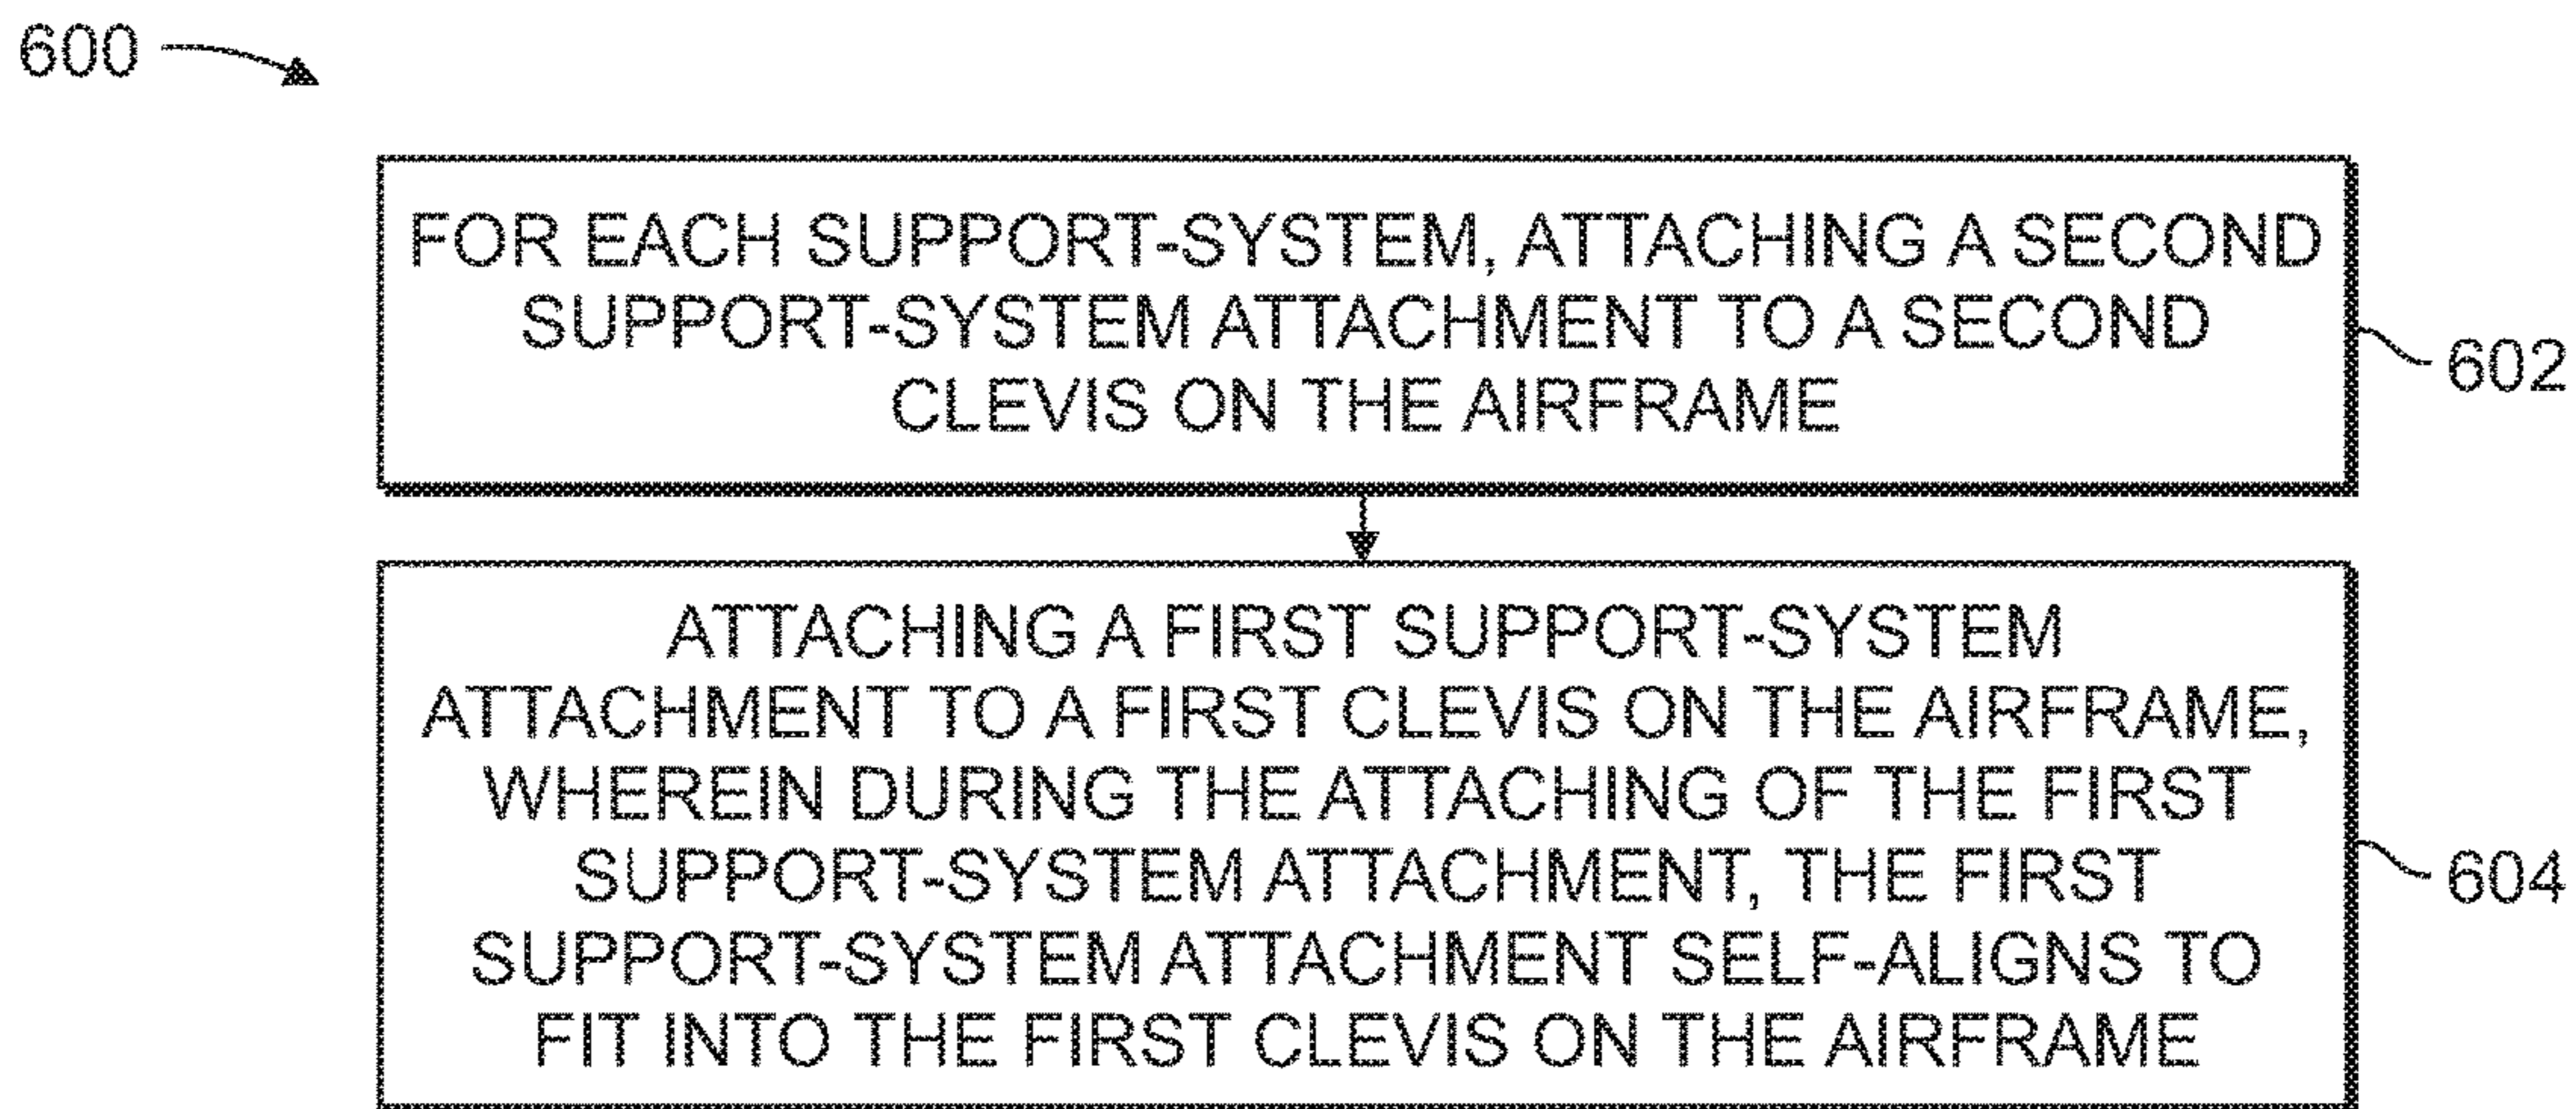 600
FOR EACH SUPPORT-SYSTEM, ATTACHING A SECOND
SUPPORT-SYSTEM ATTACHMENT TO A SECOND
CLEVIS ON THE AIRFRAME
602
ATTACHING A FIRST SUPPORT-SYSTEM
ATTACHMENT TO A FIRST CLEVIS ON THE AIRFRAME,
WHEREIN DURING THE ATTACHING OF THE FIRST
SUPPORT-SYSTEM ATTACHMENT, THE FIRST
SUPPORT-SYSTEM ATTACHMENT SELF-ALIGNS TO
FIT INTO THE FIRST CLEVIS ON THE AIRFRAME
604